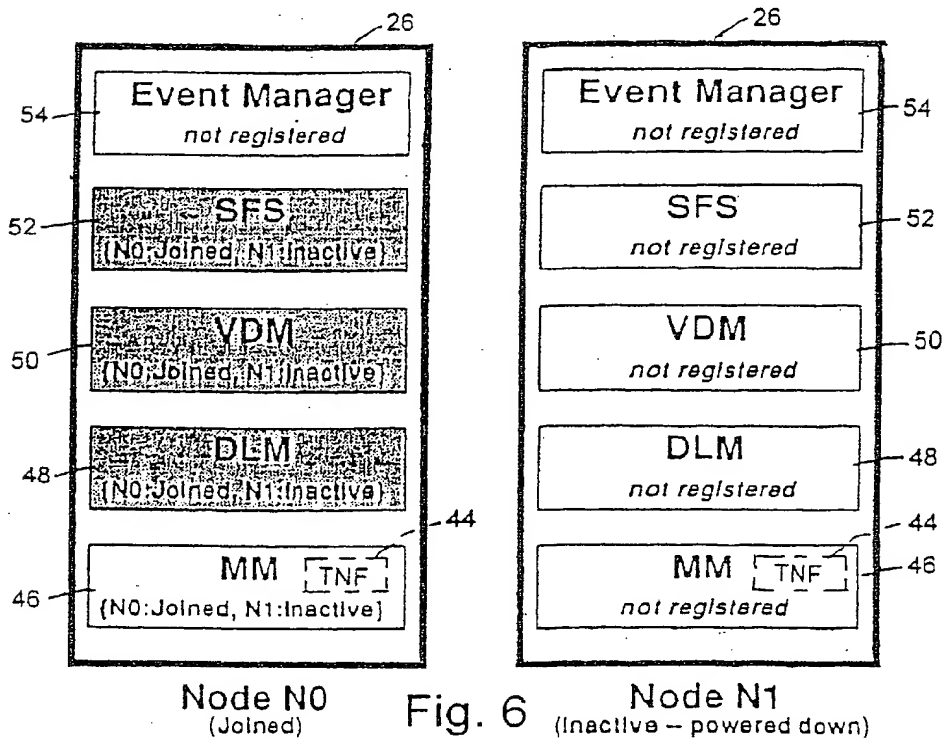 26
Event Manager
not registered
54
SFS
{N0:Joined, N1:Inactive}
52
VDM
{N0:Joined, N1:Inactive}
50
DLM
{N0:Joined, N1:Inactive}
48
44
MM
TNF
{N0:Joined, N1:Inactive}
46
Node N0
(Joined)
26
Event Manager
not registered
54
SFS
not registered
52
VDM
not registered
50
DLM
not registered
48
44
MM
TNF
not registered
46
Node N1
(Inactive – powered down)
Fig. 6